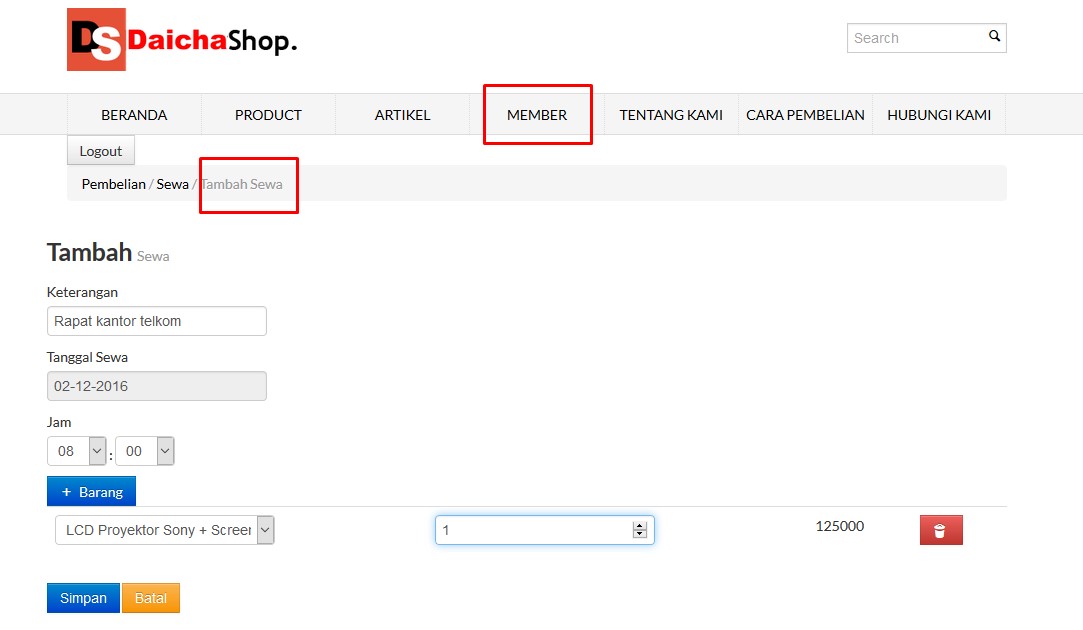 DS DaichaShop.
Search
BERANDA PRODUCT ARTIKEL MEMBER TENTANG KAMI CARA PEMBELIAN HUBUNGI KAMI
Logout
Pembelian / Sewa / Tambah Sewa
Tambah Sewa
Keterangan
Rapat kantor telkom
Tanggal Sewa
02-12-2016
Jam
08 : 00
+ Barang
LCD Proyektor Sony + Screen 1 125000
Simpan Batal